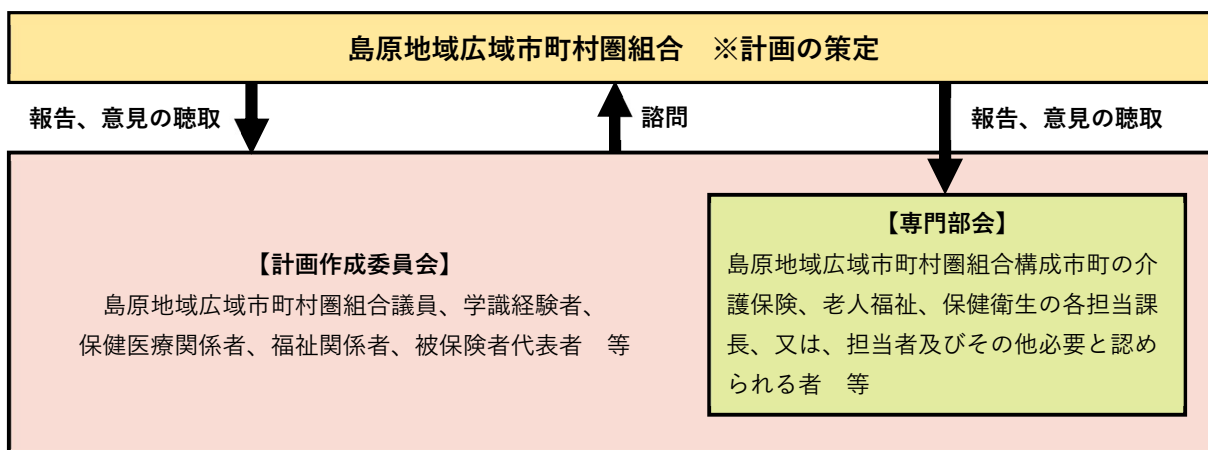 島原地域広域市町村圏組合　※計画の策定
報告、意見の聴取
諮問
報告、意見の聴取
【計画作成委員会】
島原地域広域市町村圏組合議員、学識経験者、
保健医療関係者、福祉関係者、被保険者代表者　等
【専門部会】
島原地域広域市町村圏組合構成市町の介
護保険、老人福祉、保健衛生の各担当課
長、又は、担当者及びその他必要と認め
られる者　等